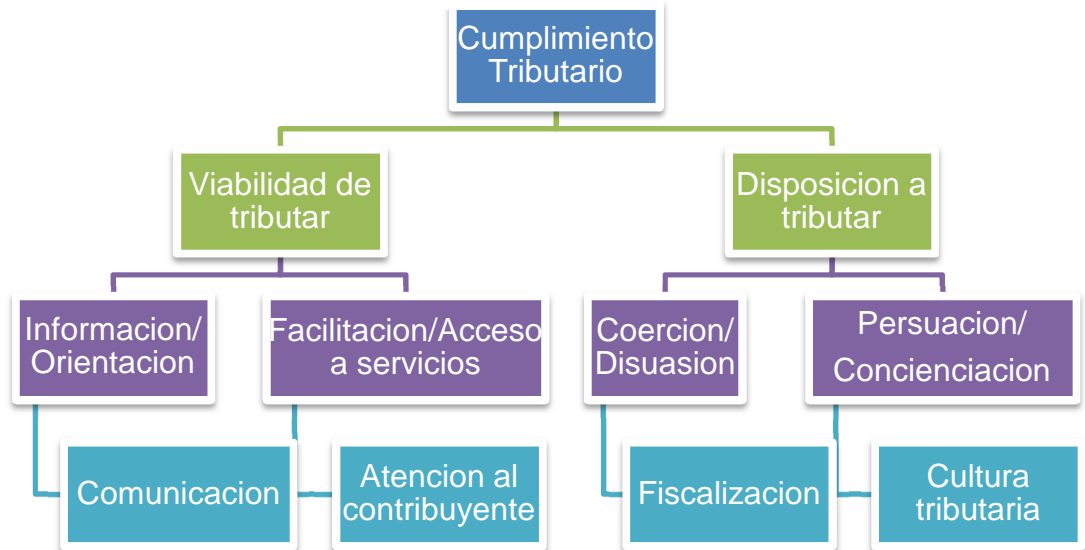 Cumplimiento
Tributario
Viabilidad de
tributar
Disposicion a
tributar
Informacion/
Orientacion
Facilitacion/Acceso
a servicios
Coercion/
Disuasion
Persuacion/
Concienciacion
Comunicacion
Atencion al
contribuyente
Fiscalizacion
Cultura
tributaria